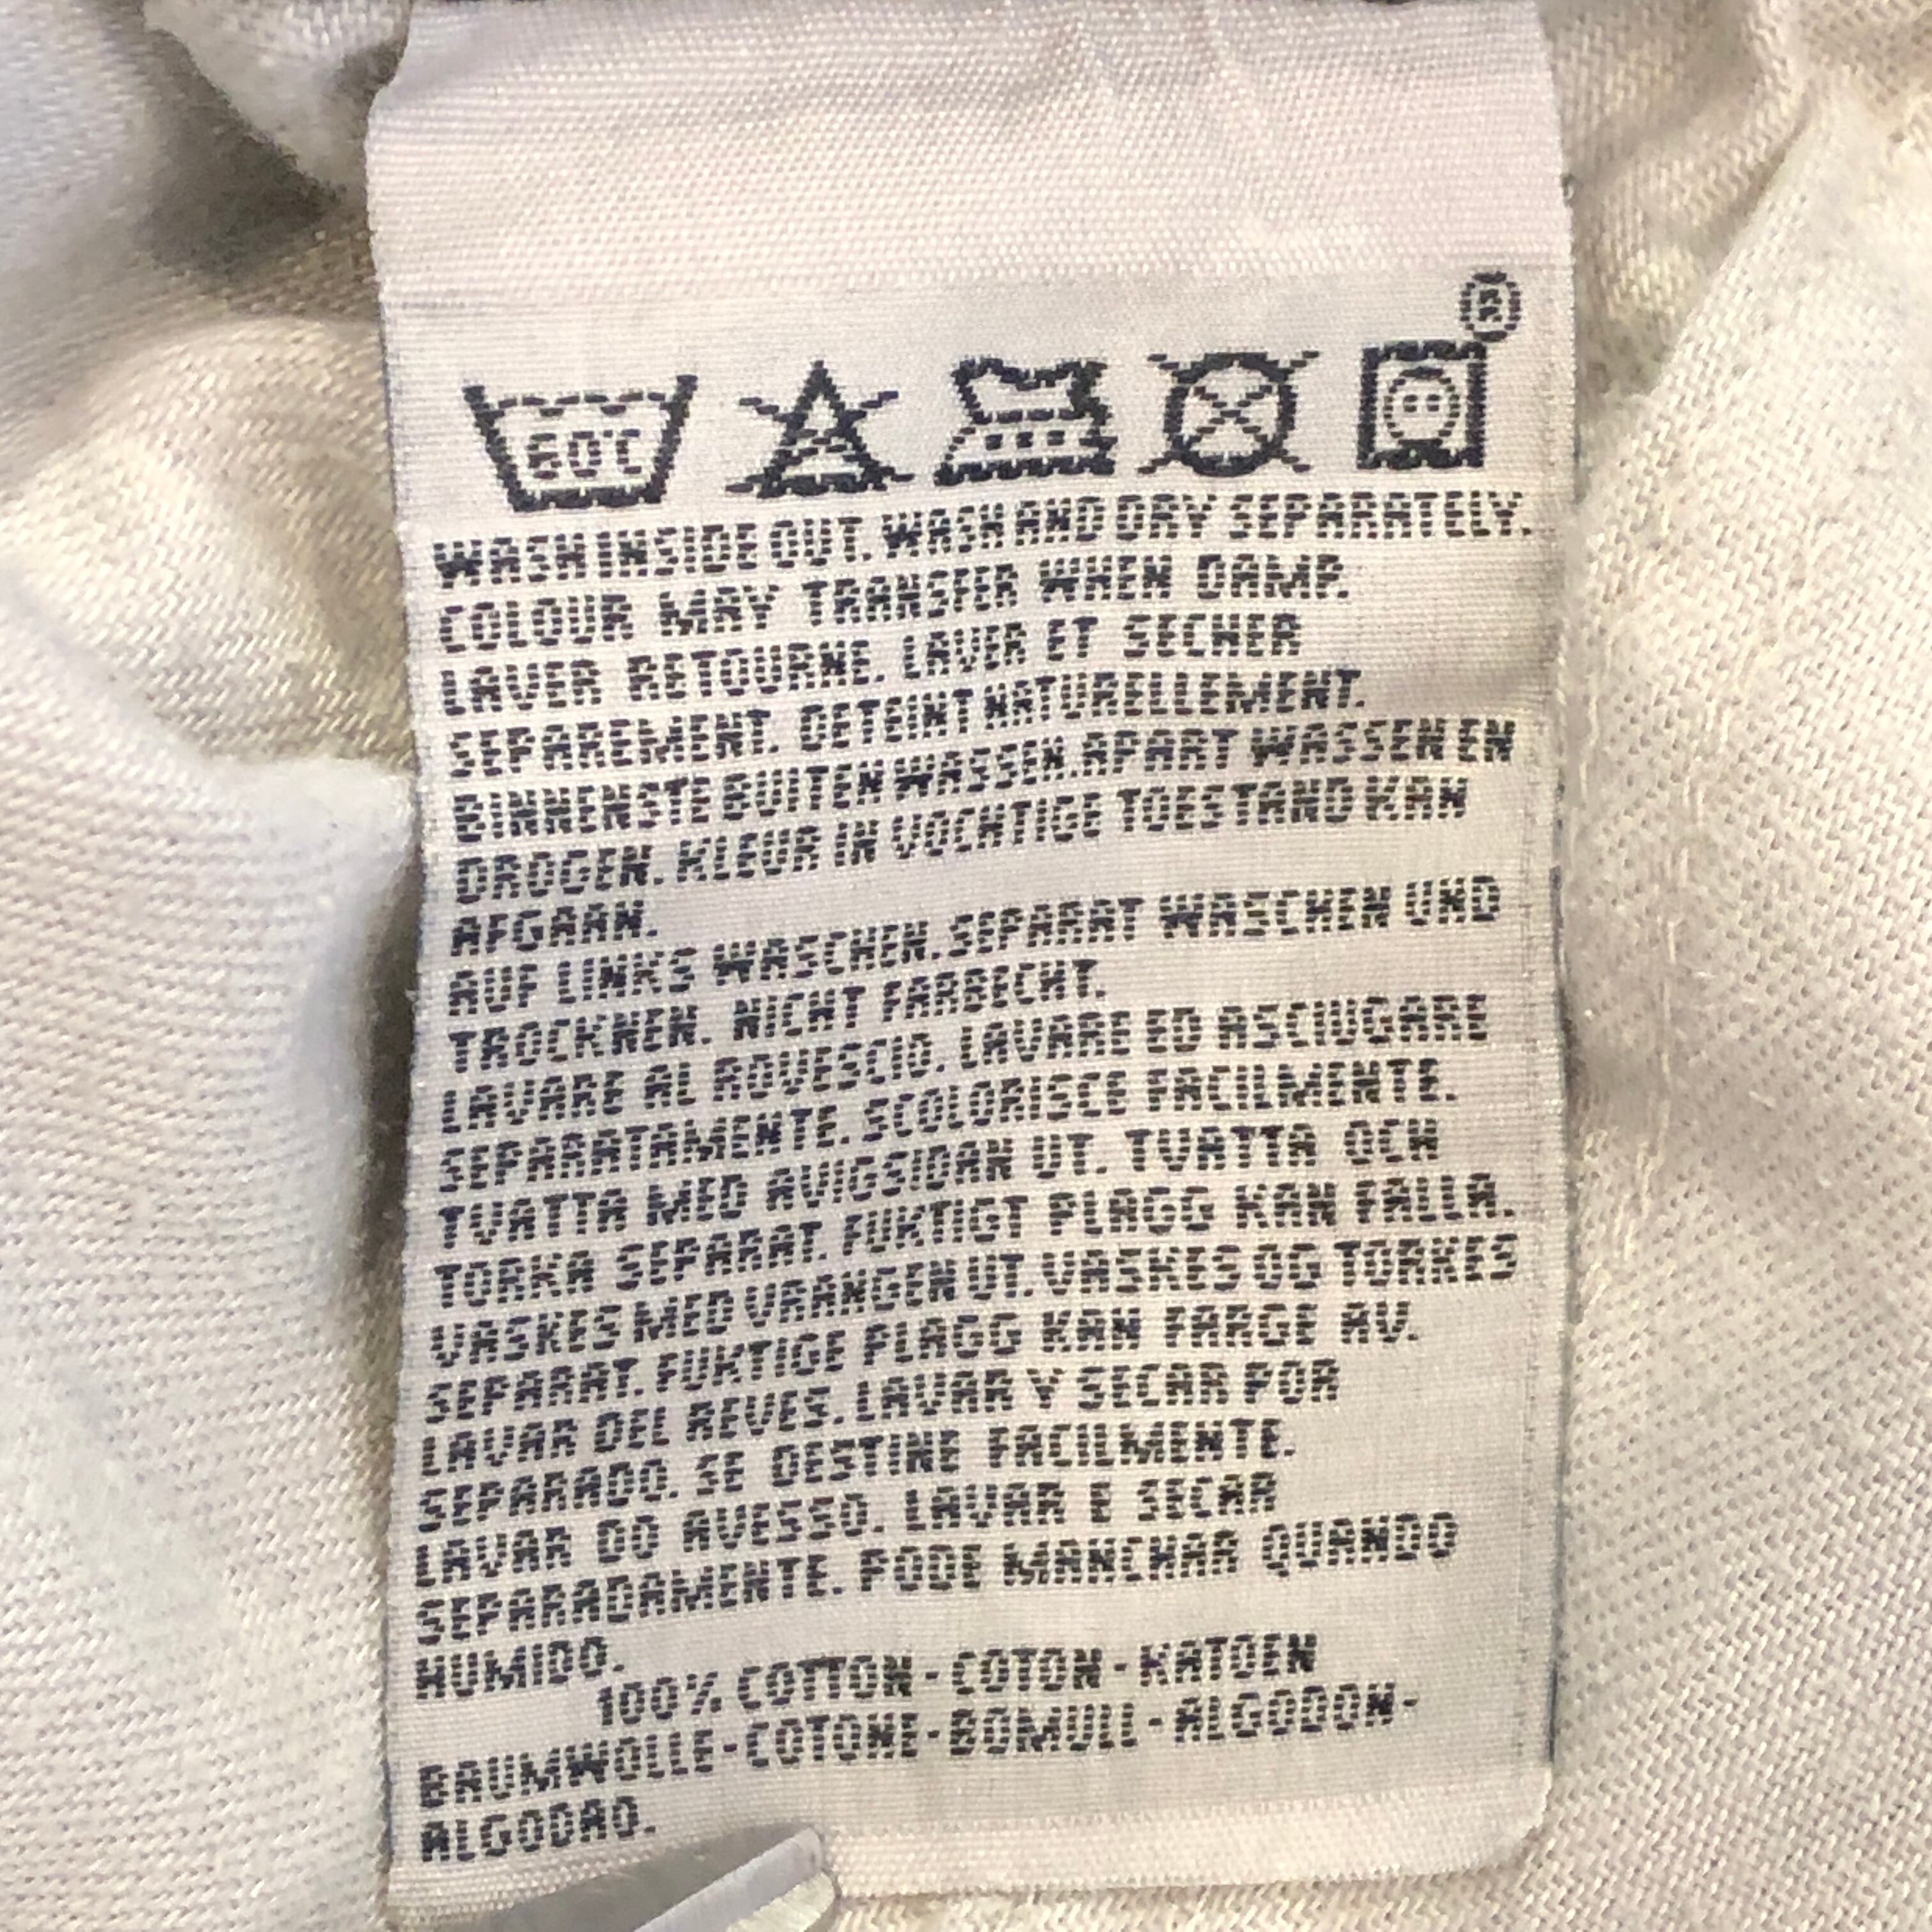 ®
60°C
WASH INSIDE OUT. WASH AND DRY SEPARATELY.
COLOUR MAY TRANSFER WHEN DAMP.
LAVER RETOURNE. LAVER ET SECHER
SEPAREMENT. DETEINT NATURELLEMENT.
BINNENSTE BUITEN WASSEN. APART WASSEN EN
DROGEN. KLEUR IN VOCHTIGE TOESTAND KAN
AFGAAN.
AUF LINKS WASCHEN. SEPARAT WASCHEN UND
TROCKNEN. NICHT FARBECHT.
LAVARE AL ROVESCIO. LAVARE ED ASCIUGARE
SEPARATAMENTE. SCOLORISCE FACILMENTE.
TVATTA MED AVIGSIDAN UT. TVATTA OCH
TORKA SEPARAT. FUKTIGT PLAGG KAN FALLA.
VASKES MED VRANGEN UT. VASKES OG TORKES
SEPARAT. FUKTIGE PLAGG KAN FARGE AV.
LAVAR DEL REVES. LAVAR Y SECAR POR
SEPARADO. SE DESTINE FACILMENTE.
LAVAR DO AVESSO. LAVAR E SECAR
SEPARADAMENTE. PODE MANCHAR QUANDO
HUMIDO.
100% COTTON - COTON - KATOEN
BAUMWOLLE - COTONE - BOMULL - ALGODON -
ALGODAO.